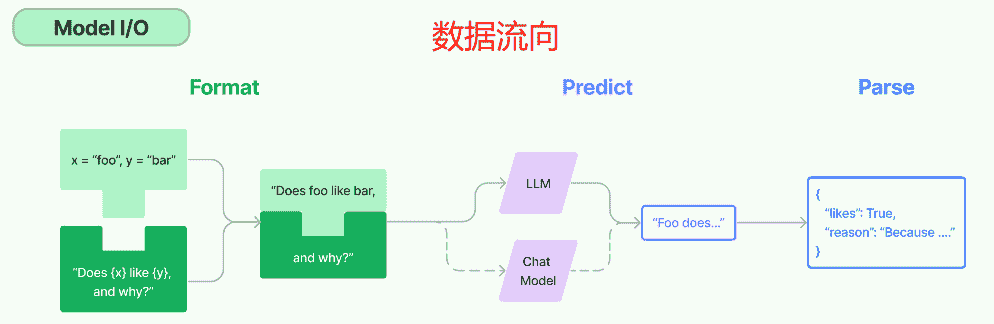 Model I/O
数据流向
Format
Predict
Parse
x = “foo”, y = “bar”
“Does {x} like {y},
and why?”
“Does foo like bar,
and why?”
LLM
Chat
Model
“Foo does...”
{
“likes”: True,
“reason”: “Because ....”
}